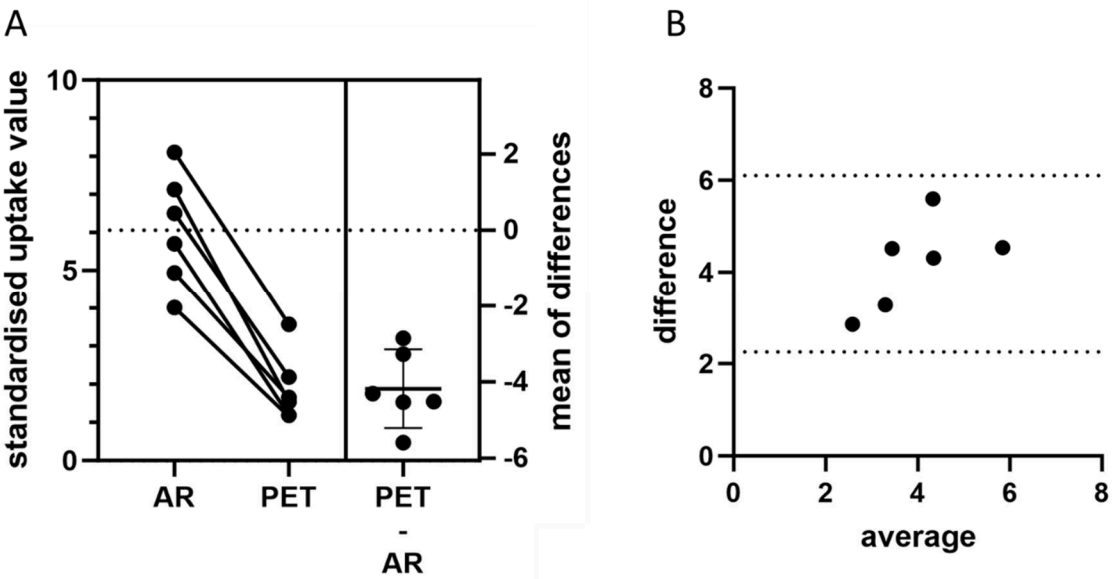 A
standardised uptake value
10
5
0
AR
PET
PET
-
AR
2
0
-2
-4
-6
mean of differences
B
difference
8
6
4
2
0
0 2 4 6 8
average